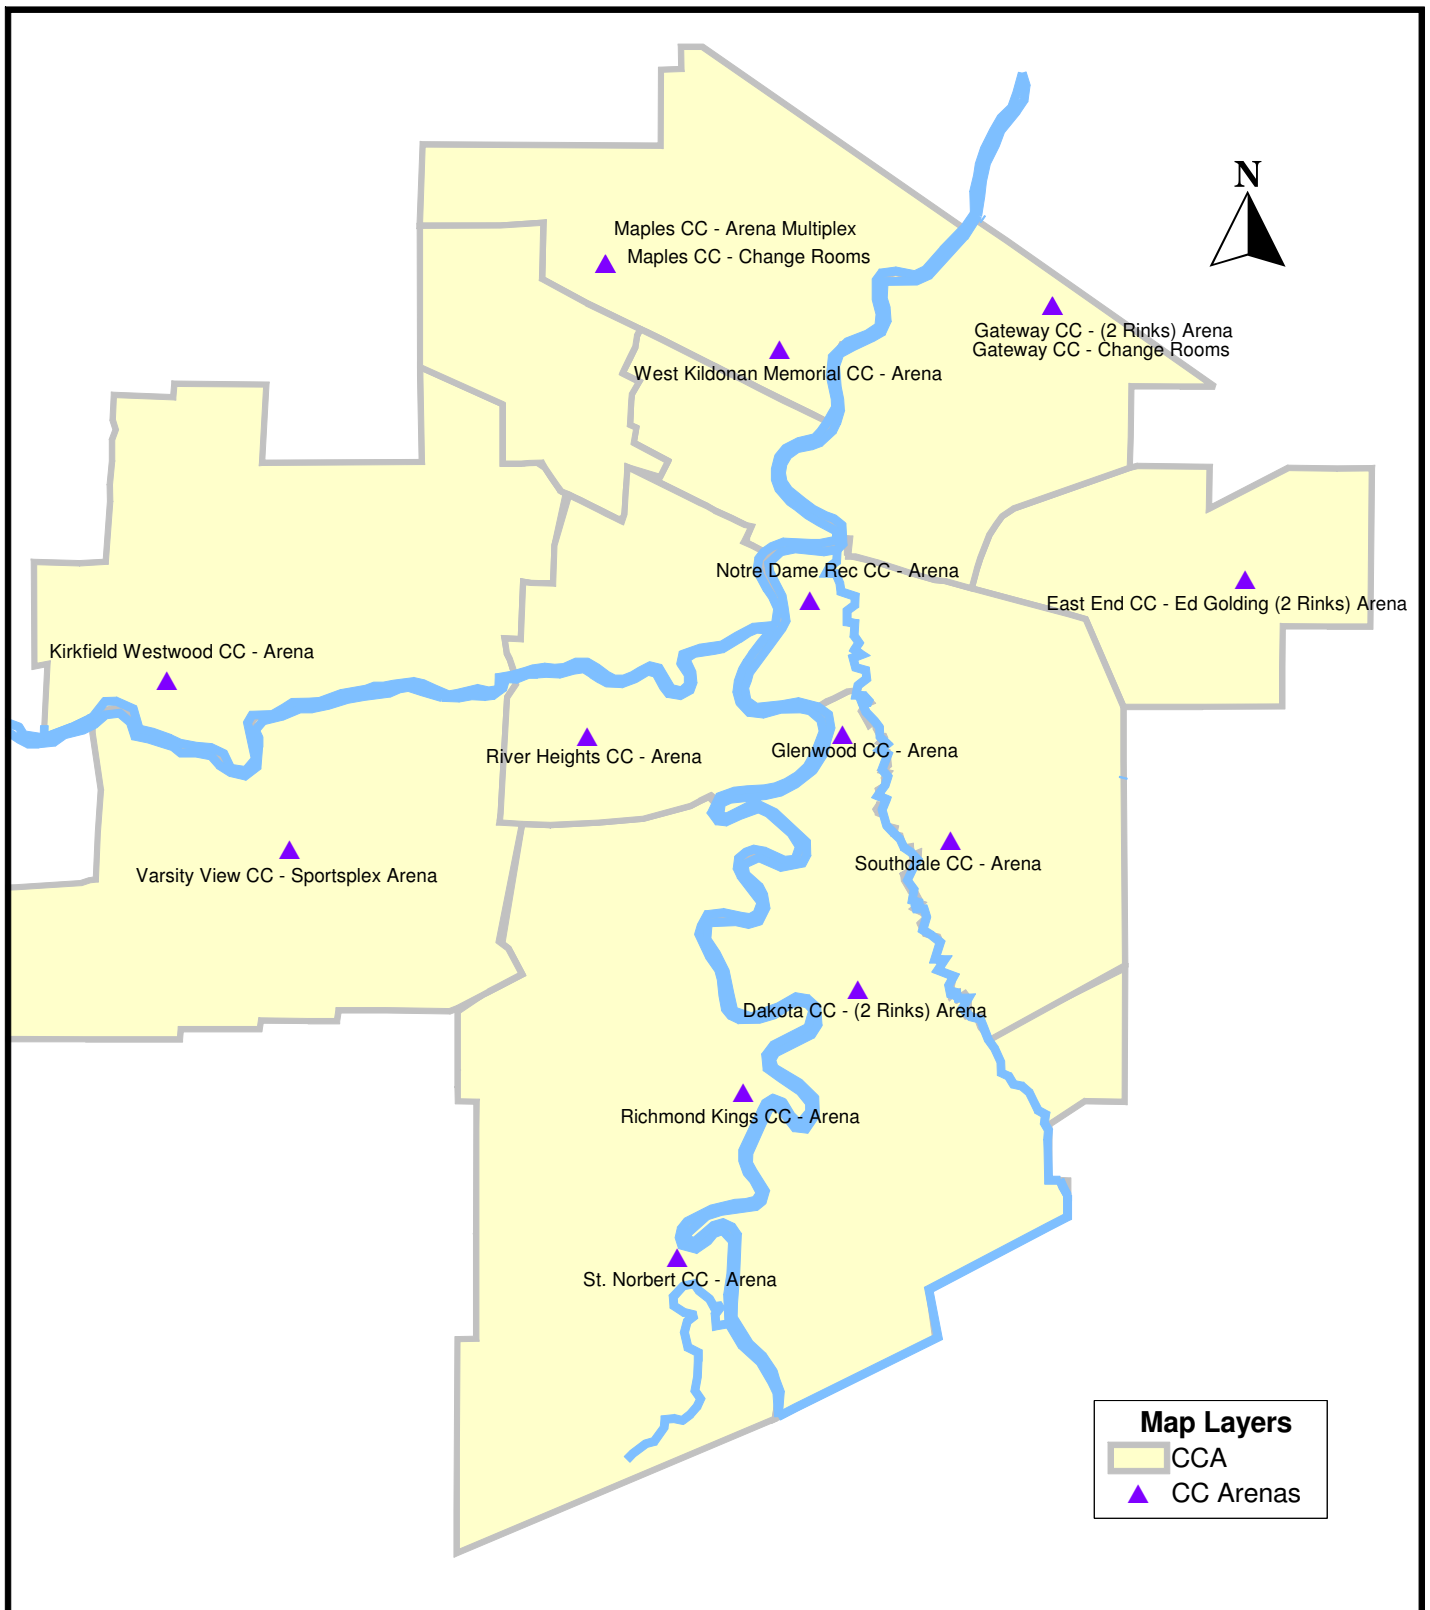 N
Maples CC - Arena Multiplex
Maples CC - Change Rooms
Gateway CC - (2 Rinks) Arena
Gateway CC - Change Rooms
West Kildonan Memorial CC - Arena
Notre Dame Rec CC - Arena
East End CC - Ed Golding (2 Rinks) Arena
Kirkfield Westwood CC - Arena
River Heights CC - Arena
Glenwood CC - Arena
Varsity View CC - Sportsplex Arena
Southdale CC - Arena
Dakota CC - (2 Rinks) Arena
Richmond Kings CC - Arena
St. Norbert CC - Arena
Map Layers
CCA
CC Arenas